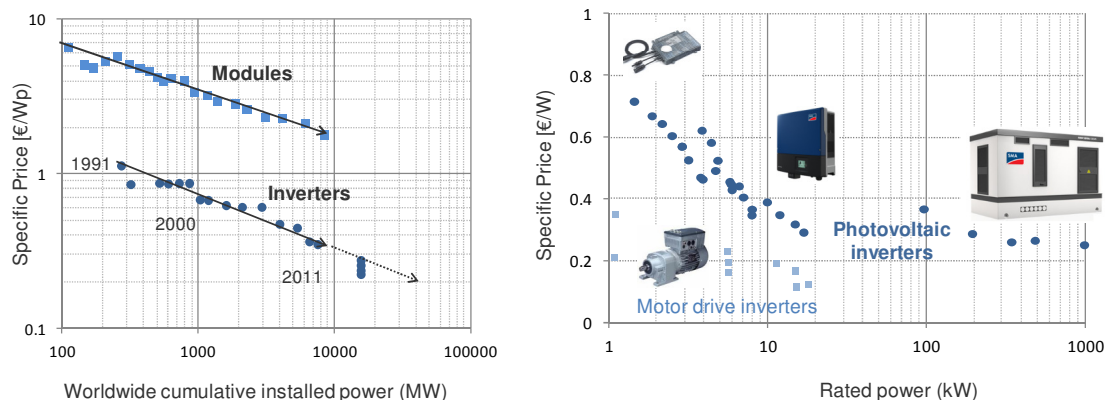 10
1
0.1
Specific Price [€/Wp]
Modules
1991
Inverters
2000
2011
100
1000
10000
100000
Worldwide cumulative installed power (MW)
1
0.8
0.6
0.4
0.2
0
Specific Price [€/W]
SMA
Photovoltaic
inverters
Motor drive inverters
1
10
100
1000
Rated power (kW)